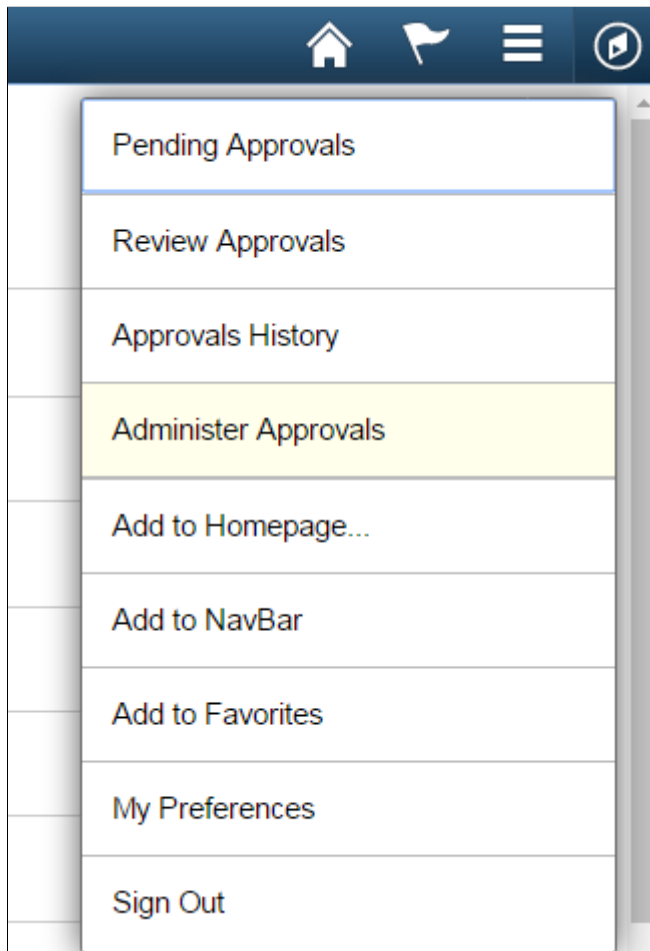 Pending Approvals
Review Approvals
Approvals History
Administer Approvals
Add to Homepage...
Add to NavBar
Add to Favorites
My Preferences
Sign Out